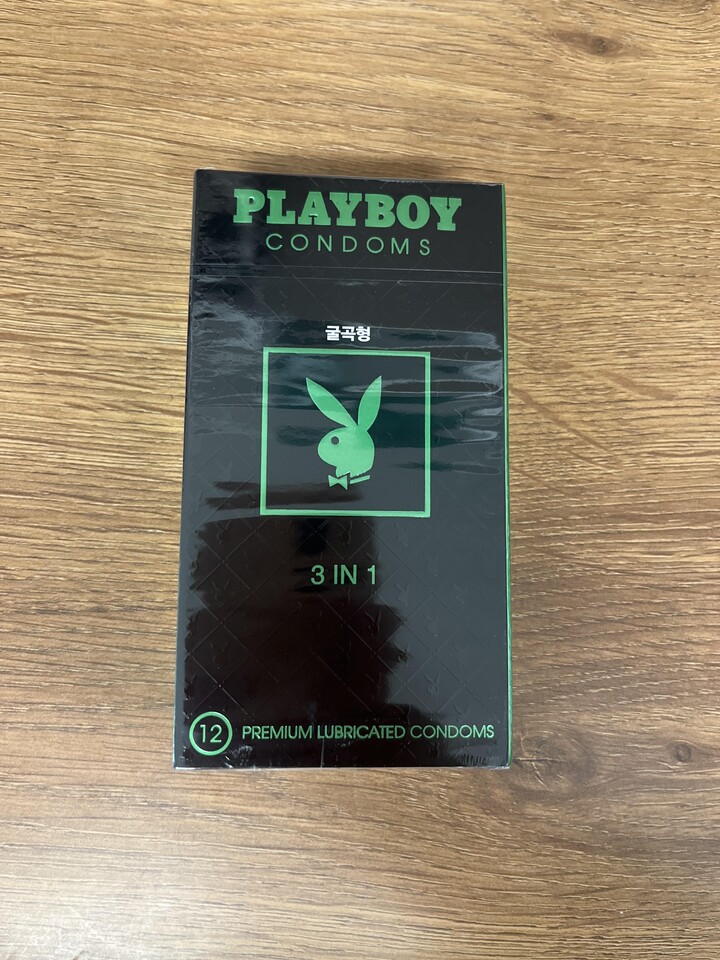 PLAYBOY
CONDOMS
굴곡형
3 IN 1
12 PREMIUM LUBRICATED CONDOMS